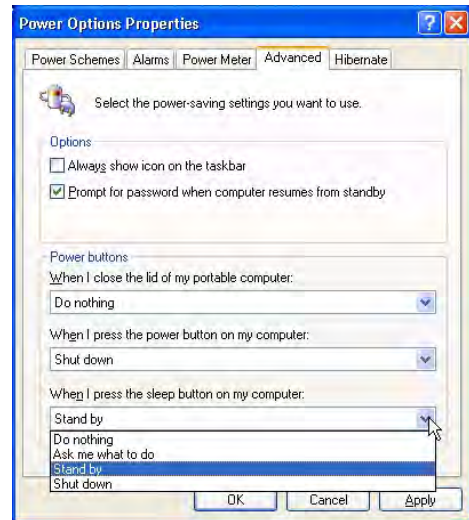 Power Options Properties
Power Schemes Alarms Power Meter Advanced Hibernate
Select the power-saving settings you want to use.
Options
Always show icon on the taskbar
Prompt for password when computer resumes from standby
Power buttons
When I close the lid of my portable computer:
Do nothing
When I press the power button on my computer:
Shut down
When I press the sleep button on my computer:
Stand by
Do nothing
Ask me what to do
Stand by
Shut down
OK Cancel Apply